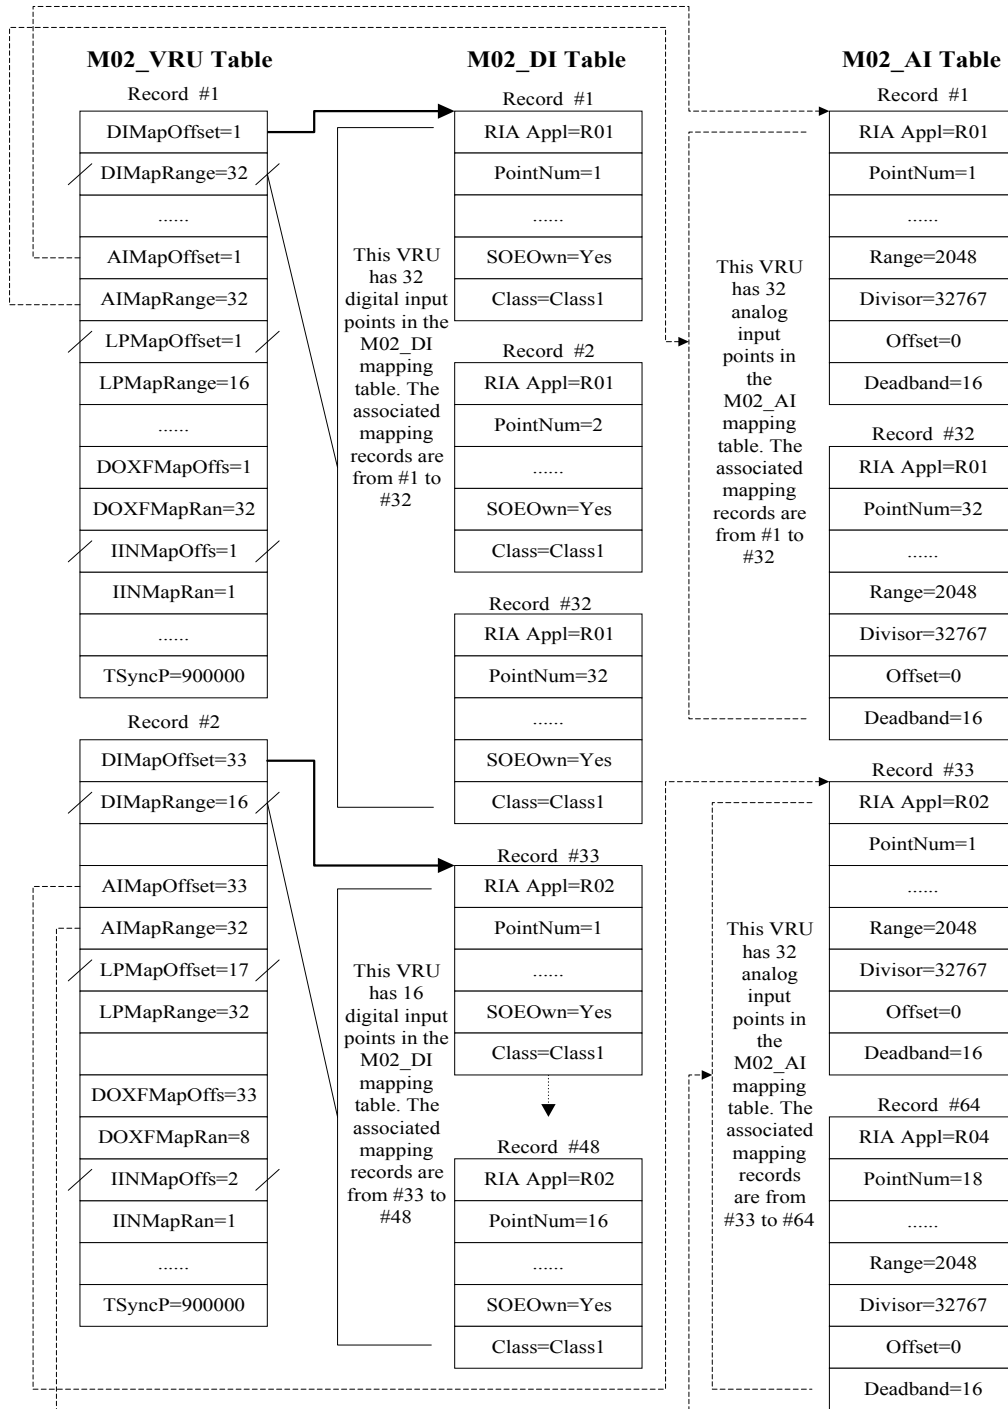 M02_VRU Table
Record #1
DIMapOffset=1
DIMapRange=32
......
AIMapOffset=1
AIMapRange=32
LPMapOffset=1
LPMapRange=16
......
DOXFMapOffs=1
DOXFMapRan=32
IINMapOffs=1
IINMapRan=1
......
TSyncP=900000
Record #2
DIMapOffset=33
DIMapRange=16
AIMapOffset=33
AIMapRange=32
LPMapOffset=17
LPMapRange=32
DOXFMapOffs=33
DOXFMapRan=8
IINMapOffs=2
IINMapRan=1
......
TSyncP=900000
This VRU
has 32
digital input
points in the
M02_DI
mapping
table. The
associated
mapping
records are
from #1 to
#32
This VRU
has 16
digital input
points in the
M02_DI
mapping
table. The
associated
mapping
records are
from #33 to
#48
M02_DI Table
Record #1
RIA Appl=R01
PointNum=1
......
SOEOwn=Yes
Class=Class1
Record #2
RIA Appl=R01
PointNum=2
......
SOEOwn=Yes
Class=Class1
Record #32
RIA Appl=R01
PointNum=32
......
SOEOwn=Yes
Class=Class1
Record #33
RIA Appl=R02
PointNum=1
......
SOEOwn=Yes
Class=Class1
Record #48
RIA Appl=R02
PointNum=16
......
SOEOwn=Yes
Class=Class1
This VRU
has 32
analog
input
points in
the
M02_AI
mapping
table. The
associated
mapping
records are
from #1 to
#32
This VRU
has 32
analog
input
points in
the
M02_AI
mapping
table. The
associated
mapping
records
are from
#33 to #64
M02_AI Table
Record #1
RIA Appl=R01
PointNum=1
......
Range=2048
Divisor=32767
Offset=0
Deadband=16
Record #32
RIA Appl=R01
PointNum=32
......
Range=2048
Divisor=32767
Offset=0
Deadband=16
Record #33
RIA Appl=R02
PointNum=1
......
Range=2048
Divisor=32767
Offset=0
Deadband=16
Record #64
RIA Appl=R04
PointNum=18
......
Range=2048
Divisor=32767
Offset=0
Deadband=16